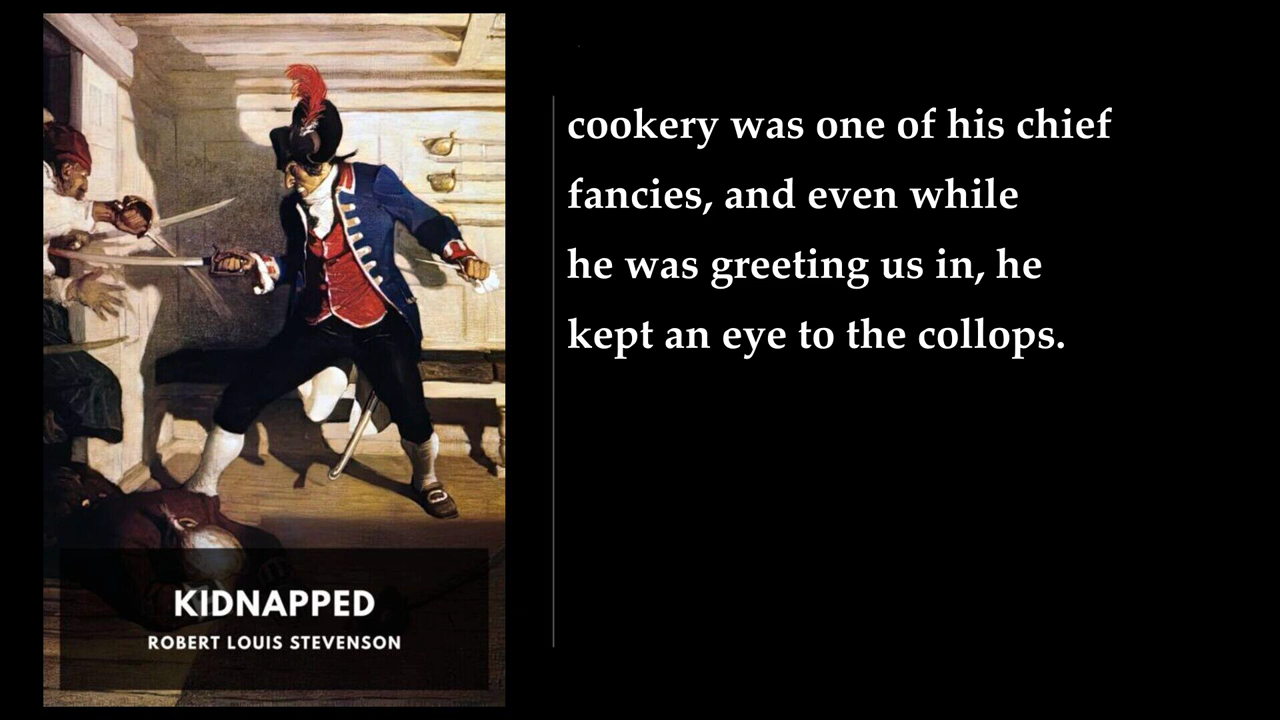 cookery was one of his chief
fancies, and even while
he was greeting us in, he
kept an eye to the collops.
KIDNAPPED
ROBERT LOUIS STEVENSON